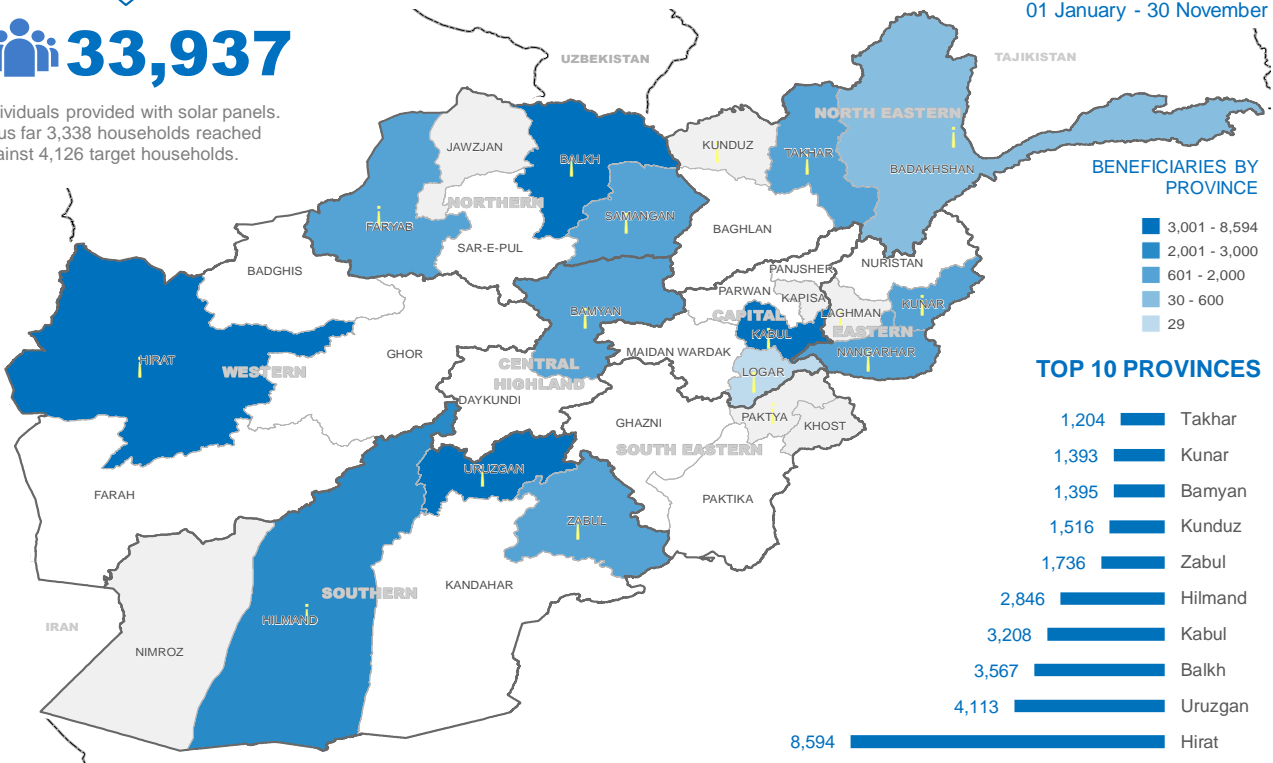 01 January - 30 November
33,937
ividuals provided with solar panels.
us far 3,338 households reached
ainst 4,126 target households.
UZBEKISTAN
TAJIKISTAN
NORTH EASTERN
JAWZJAN
BALKH
KUNDUZ
TAKHAR
BADAKHSHAN
BENEFICIARIES BY
PROVINCE
3,001 - 8,594
2,001 - 3,000
601 - 2,000
30 - 600
29
NORTHERN
FARYAB
SAMANGAN
SAR-E-PUL
BAGHLAN
BADGHIS
PANJSHER
NURISTAN
PARWAN
KAPISA
KUNAR
LAGHMAN
BAMYAN
CAPITAL
EASTERN
KABUL
HIRAT
GHOR
MAIDAN WARDAK
NANGARHAR
WESTERN
CENTRAL
HIGHLAND
LOGAR
DAYKUNDI
PAKTYA
KHOST
GHAZNI
SOUTH EASTERN
URUZGAN
FARAH
PAKTIKA
ZABUL
KANDAHAR
SOUTHERN
HILMAND
IRAN
NIMROZ
TOP 10 PROVINCES
1,204 Takhar
1,393 Kunar
1,395 Bamyan
1,516 Kunduz
1,736 Zabul
2,846 Hilmand
3,208 Kabul
3,567 Balkh
4,113 Uruzgan
8,594 Hirat